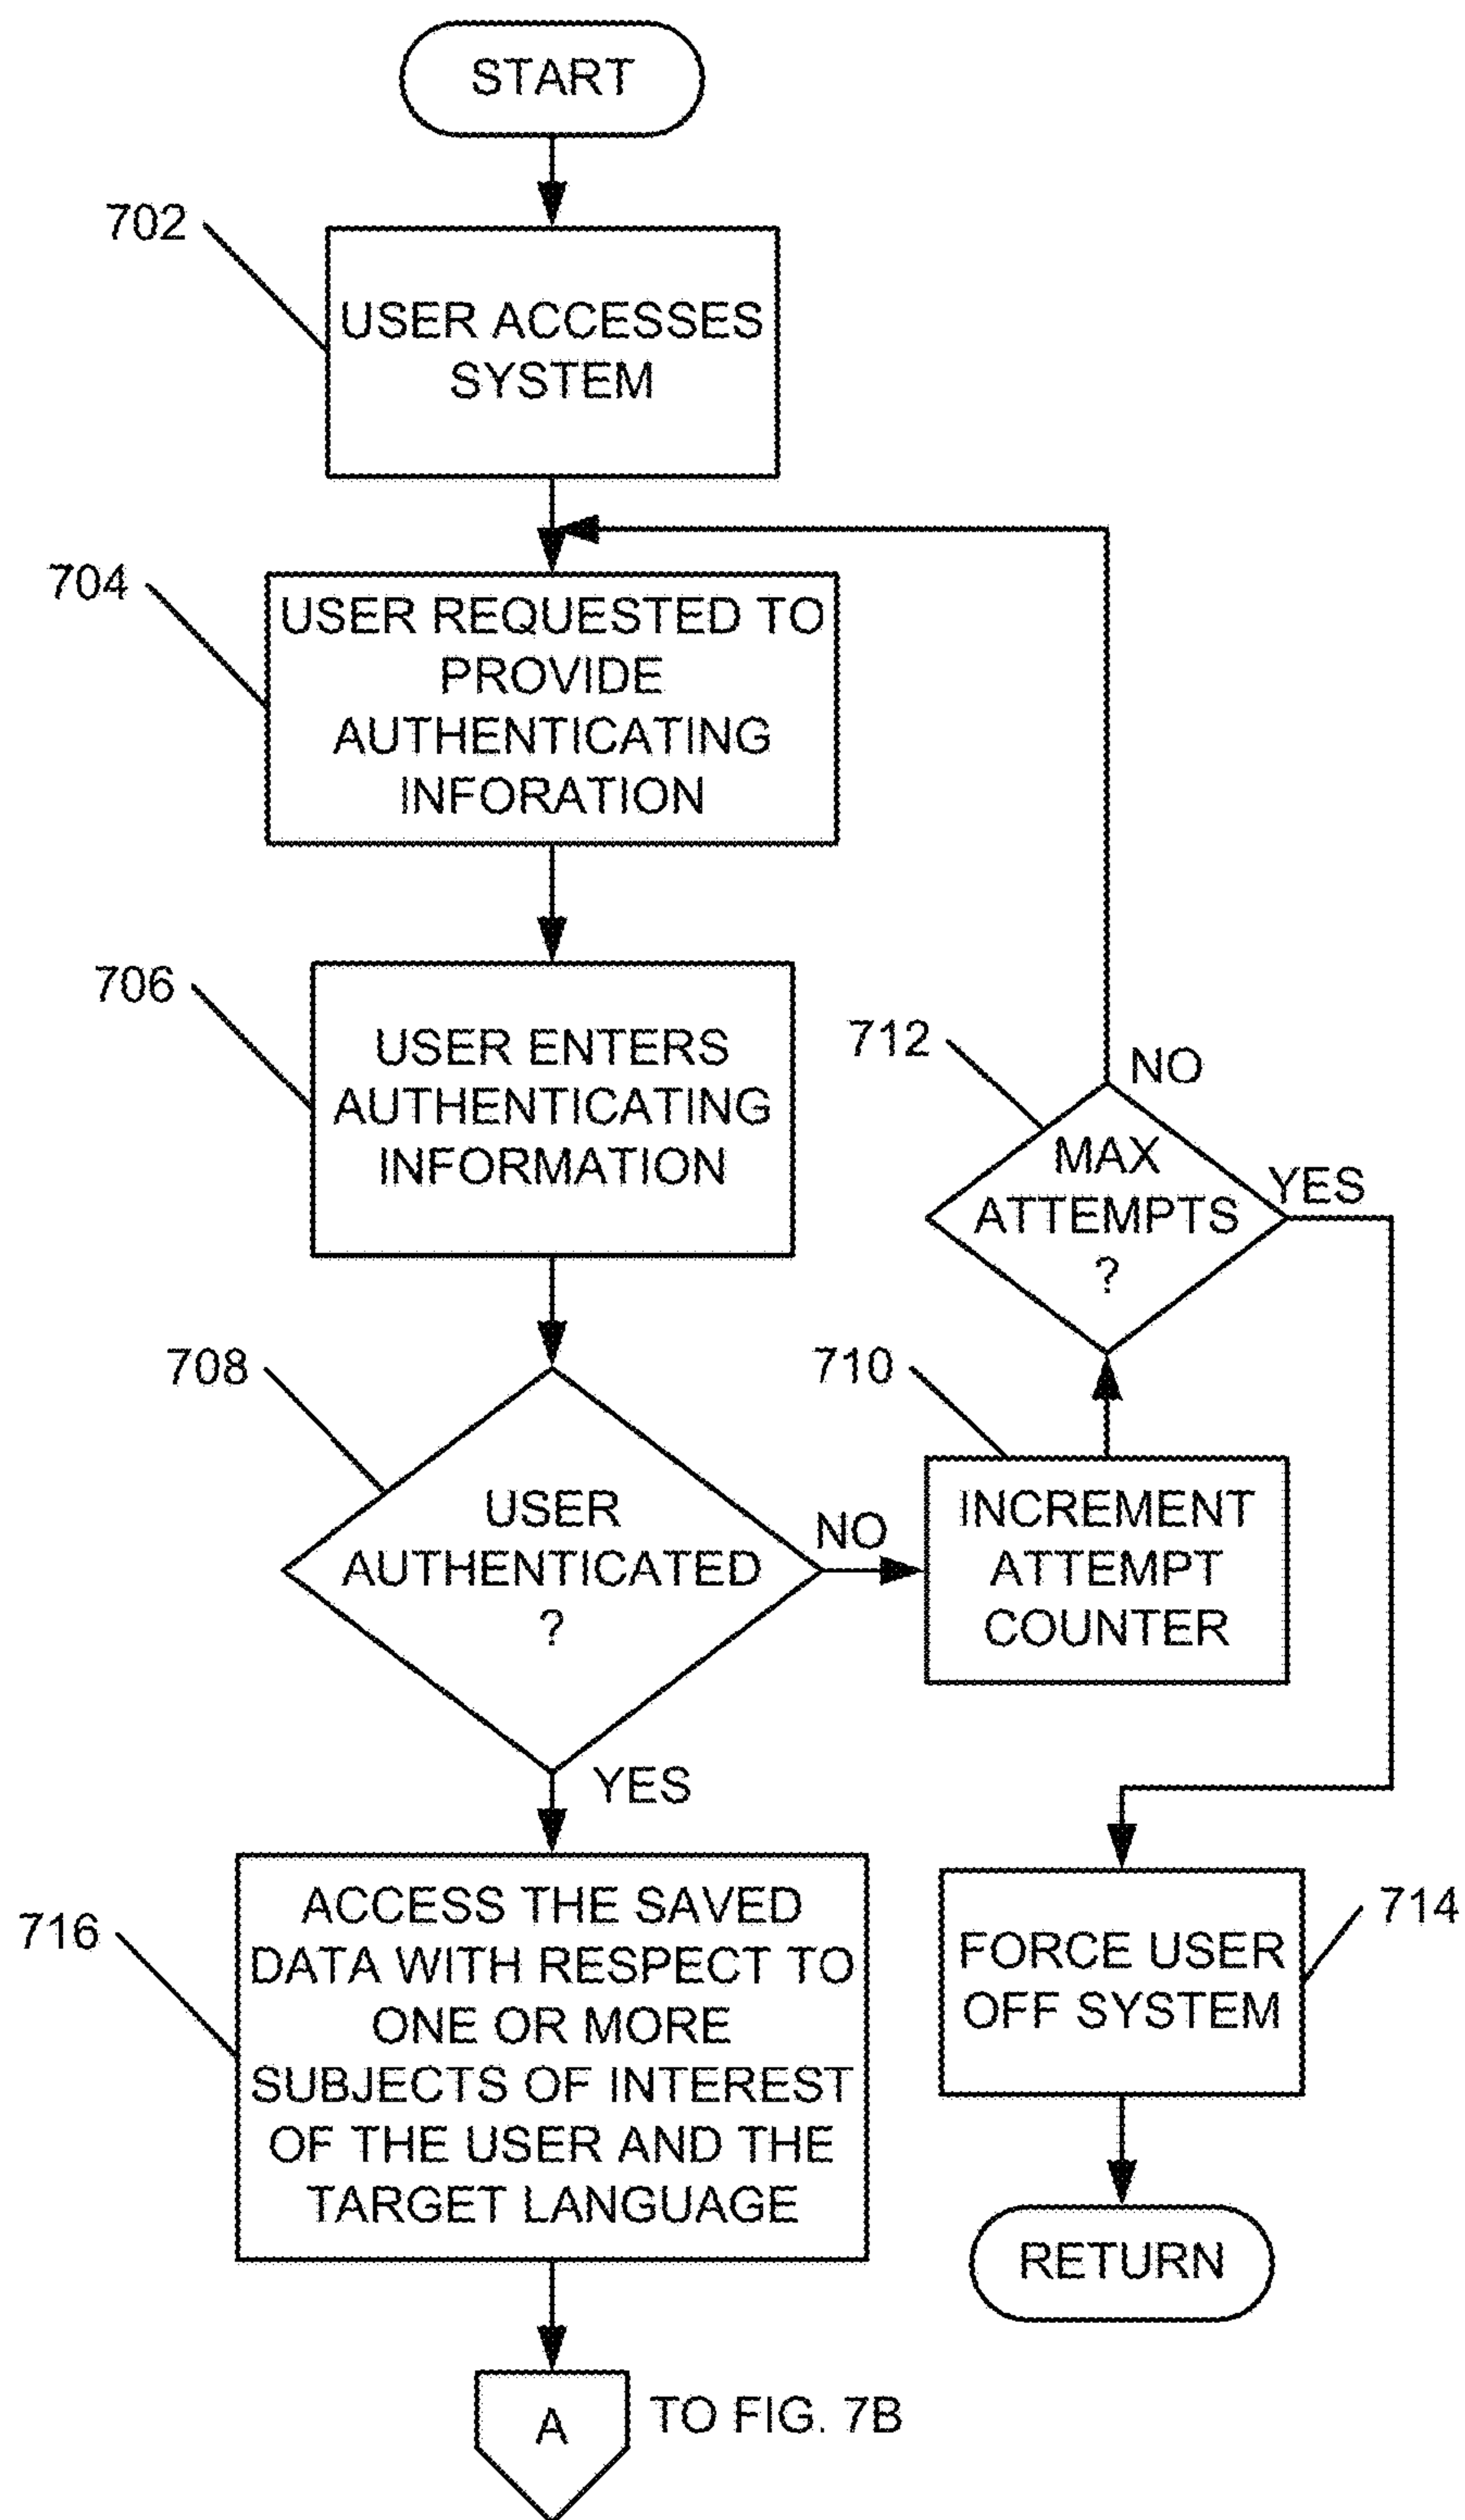 START
702
USER ACCESSES
SYSTEM
704
USER REQUESTED TO
PROVIDE
AUTHENTICATING
INFORATION
706
USER ENTERS
AUTHENTICATING
INFORMATION
712
NO
MAX
ATTEMPTS
?
YES
708
USER
AUTHENTICATED
?
NO
710
INCREMENT
ATTEMPT
COUNTER
YES
716
ACCESS THE SAVED
DATA WITH RESPECT TO
ONE OR MORE
SUBJECTS OF INTEREST
OF THE USER AND THE
TARGET LANGUAGE
714
FORCE USER
OFF SYSTEM
RETURN
A
TO FIG. 7B